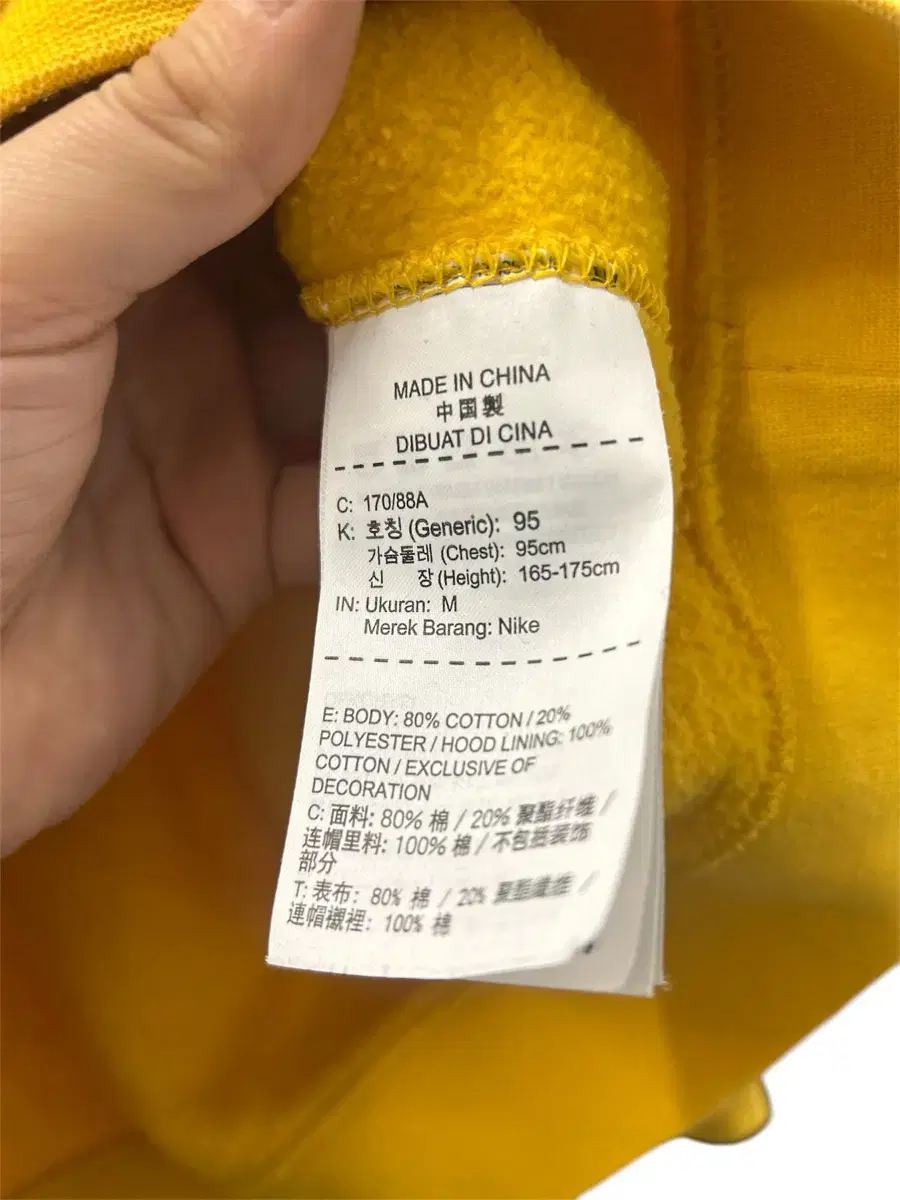 MADE IN CHINA
中国製
DIBUAT DI CINA
C: 170/88A
K: 호칭 (Generic): 95
가슴둘레 (Chest): 95cm
신 장 (Height): 165-175cm
IN: Ukuran: M
Merek Barang: Nike
E: BODY: 80% COTTON / 20%
POLYESTER / HOOD LINING: 100%
COTTON / EXCLUSIVE OF
DECORATION
C: 面料: 80% 棉 / 20% 聚酯纤维 /
连帽里料: 100% 棉 / 不包括装饰
部分
T: 表布: 80% 棉 / 20% 聚酯纖維 /
連帽襯裡: 100% 棉